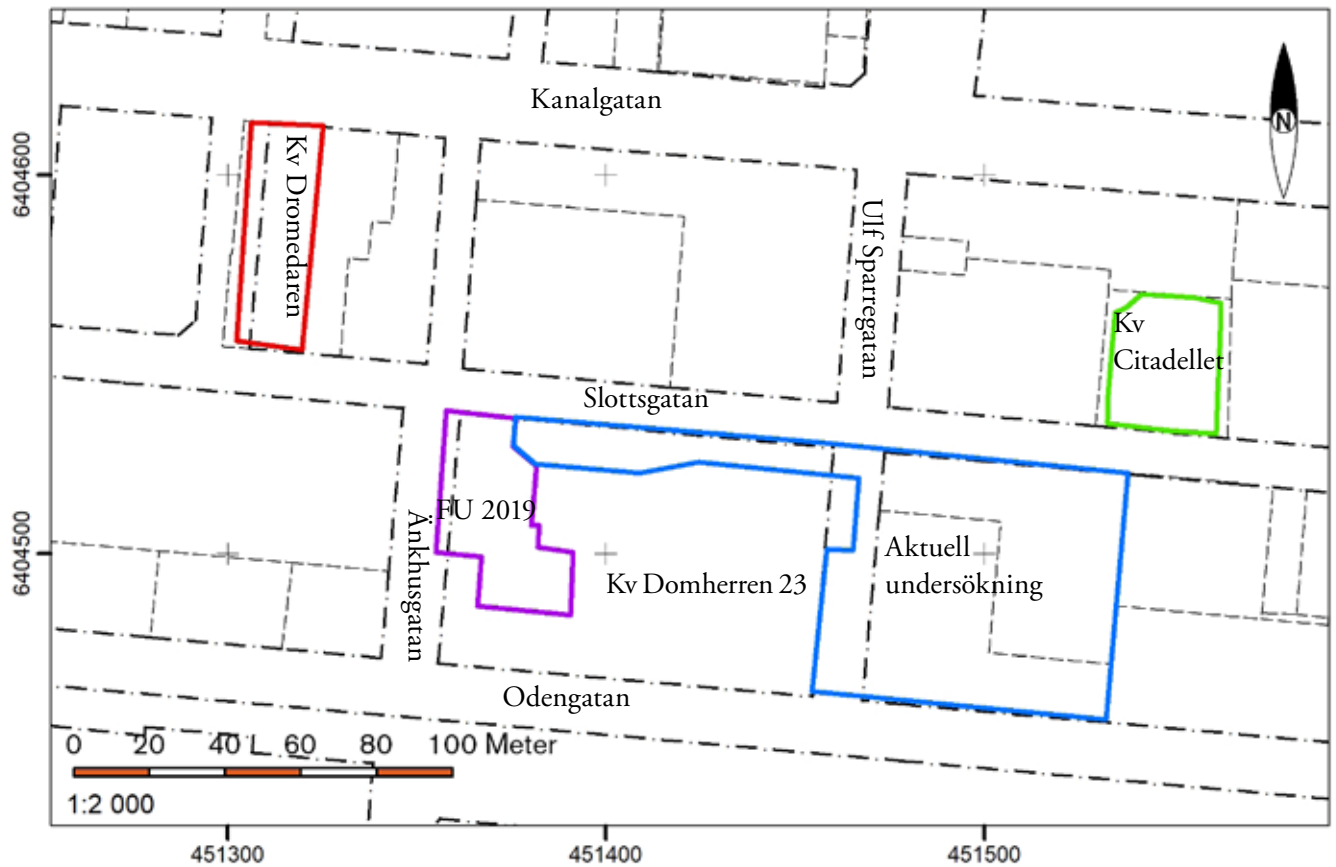 Kanalgatan
N
6404600
Kv Dromedaren
Ulf Sparregatan
Kv
Citadellet
Slottsgatan
FU 2019
Änkhusgatan
6404500
Aktuell
undersökning
Kv Domherren 23
Odengatan
0 20 40 60 80 100 Meter
1:2 000
451300 451400 451500